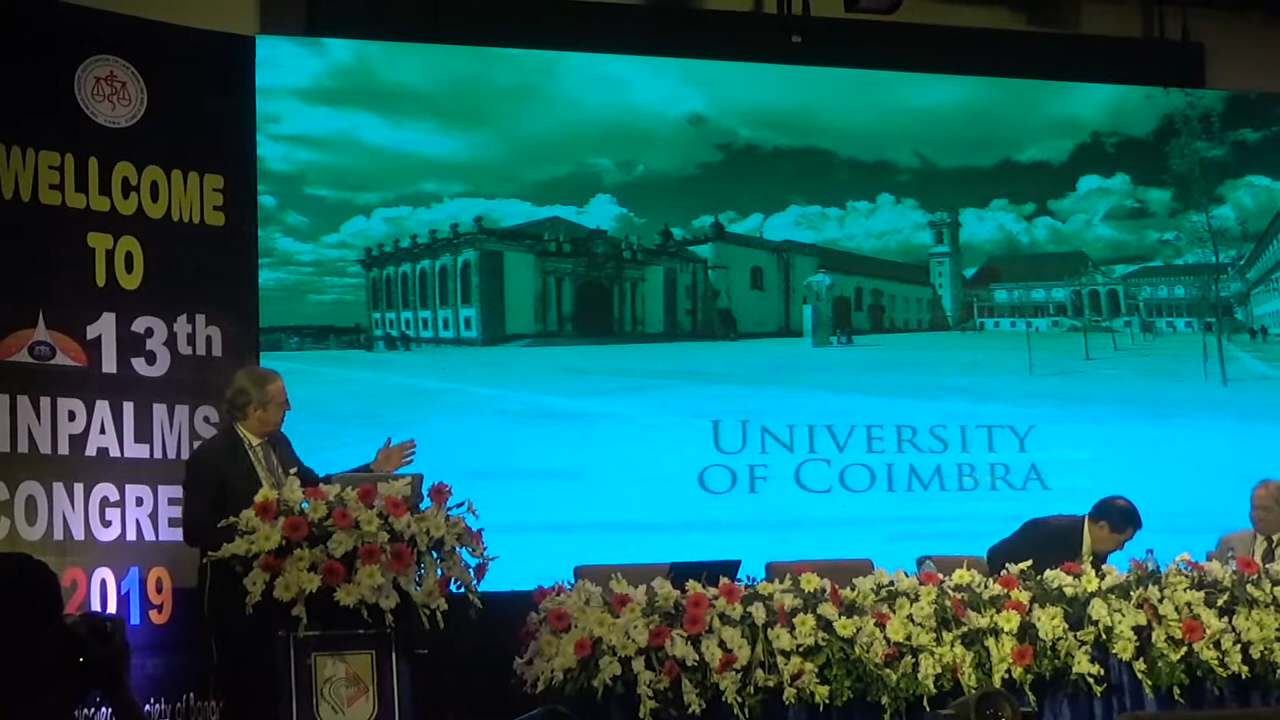 WELLCOME
TO
13th
INPALMS
CONGRE
2019
UNIVERSITY
OF COIMBRA